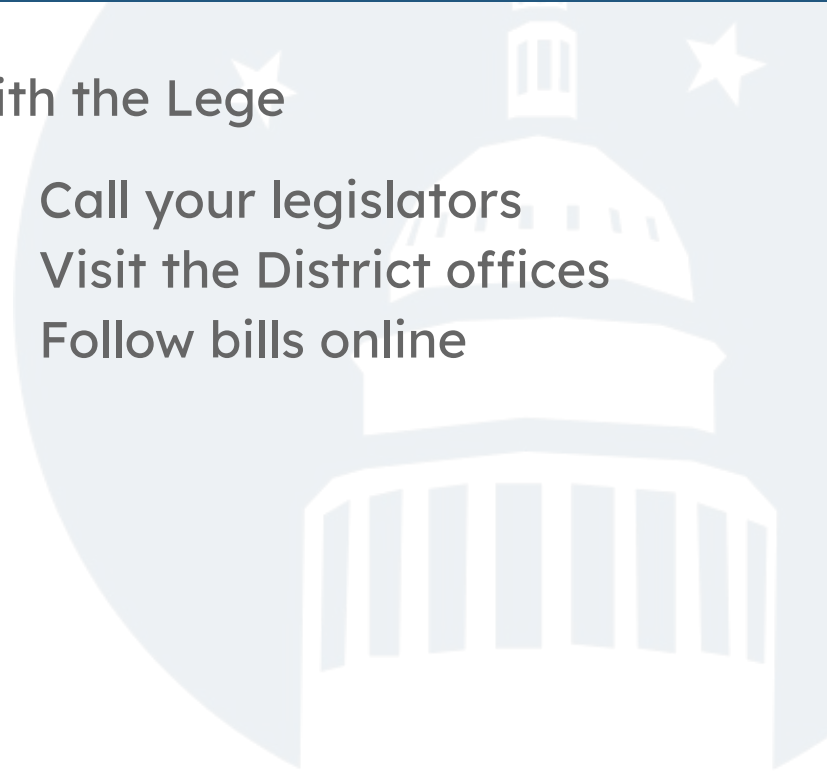 ith the Lege
Call your legislators
Visit the District offices
Follow bills online